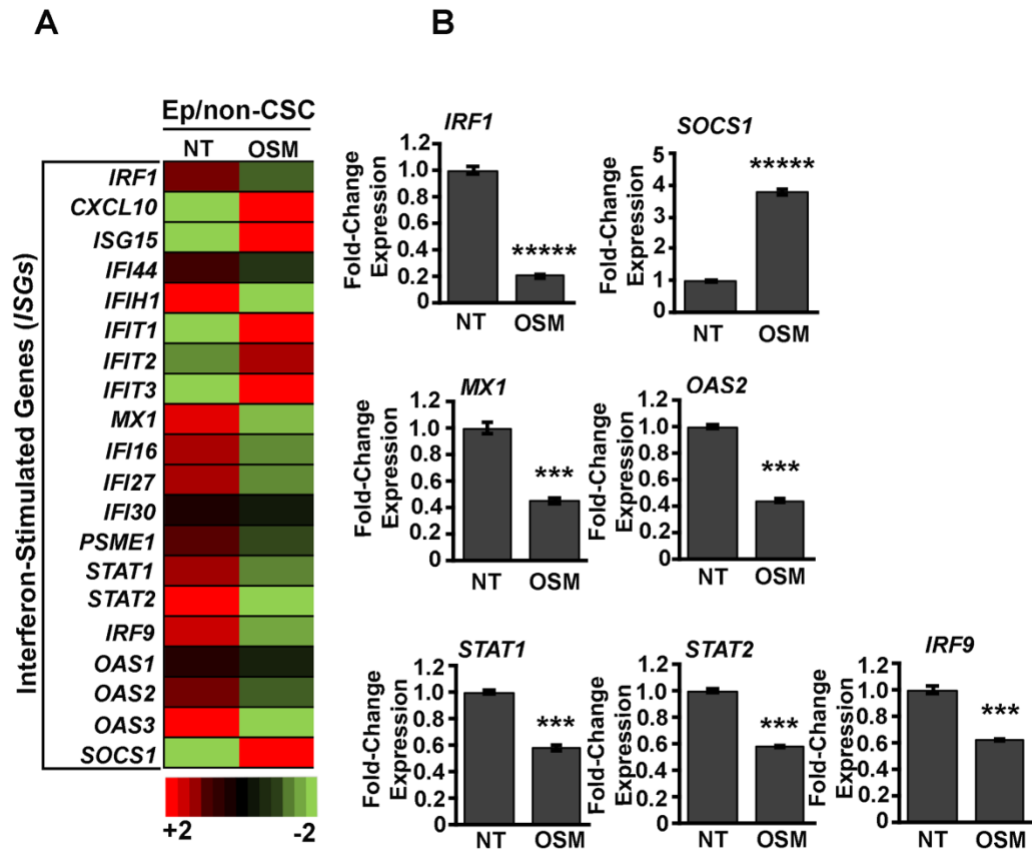 A
B
Ep/non-CSC
NT OSM
Interferon-Stimulated Genes (ISGs)
IRF1
CXCL10
ISG15
IFI44
IFIH1
IFIT1
IFIT2
IFIT3
MX1
IFI16
IFI27
IFI30
PSME1
STAT1
STAT2
IRF9
OAS1
OAS2
OAS3
SOCS1
+2 -2
IRF1
Fold-Change
Expression
1.2
1.0
0.8
0.6
0.4
0.2
0
*****
NT OSM
SOCS1
Fold-Change
Expression
5
4
3
2
1
0
*****
NT OSM
MX1
Fold-Change
Expression
1.2
1.0
0.8
0.6
0.4
0.2
0
***
NT OSM
OAS2
Fold-Change
Expression
1.2
1.0
0.8
0.6
0.4
0.2
0
***
NT OSM
STAT1
Fold-Change
Expression
1.2
1.0
0.8
0.6
0.4
0.2
0
***
NT OSM
STAT2
Fold-Change
Expression
1.2
1.0
0.8
0.6
0.4
0.2
0
***
NT OSM
IRF9
Fold-Change
Expression
1.2
1.0
0.8
0.6
0.4
0.2
0
***
NT OSM